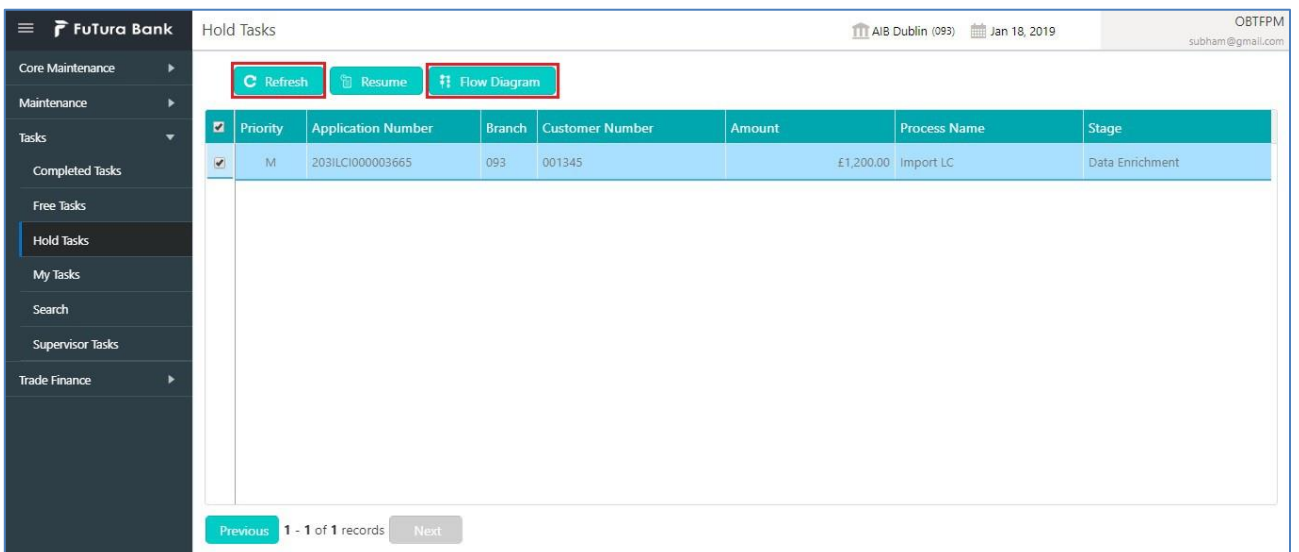 FuTura Bank
Hold Tasks
AIB Dublin (093)
Jan 18, 2019
OBTFPM
subham@gmail.com
Core Maintenance
Maintenance
Tasks
Completed Tasks
Free Tasks
Hold Tasks
My Tasks
Search
Supervisor Tasks
Trade Finance
Refresh Resume Flow Diagram
Priority Application Number Branch Customer Number Amount Process Name Stage
M 203ILCI000003665 093 001345 £1,200.00 Import LC Data Enrichment
Previous 1 - 1 of 1 records Next